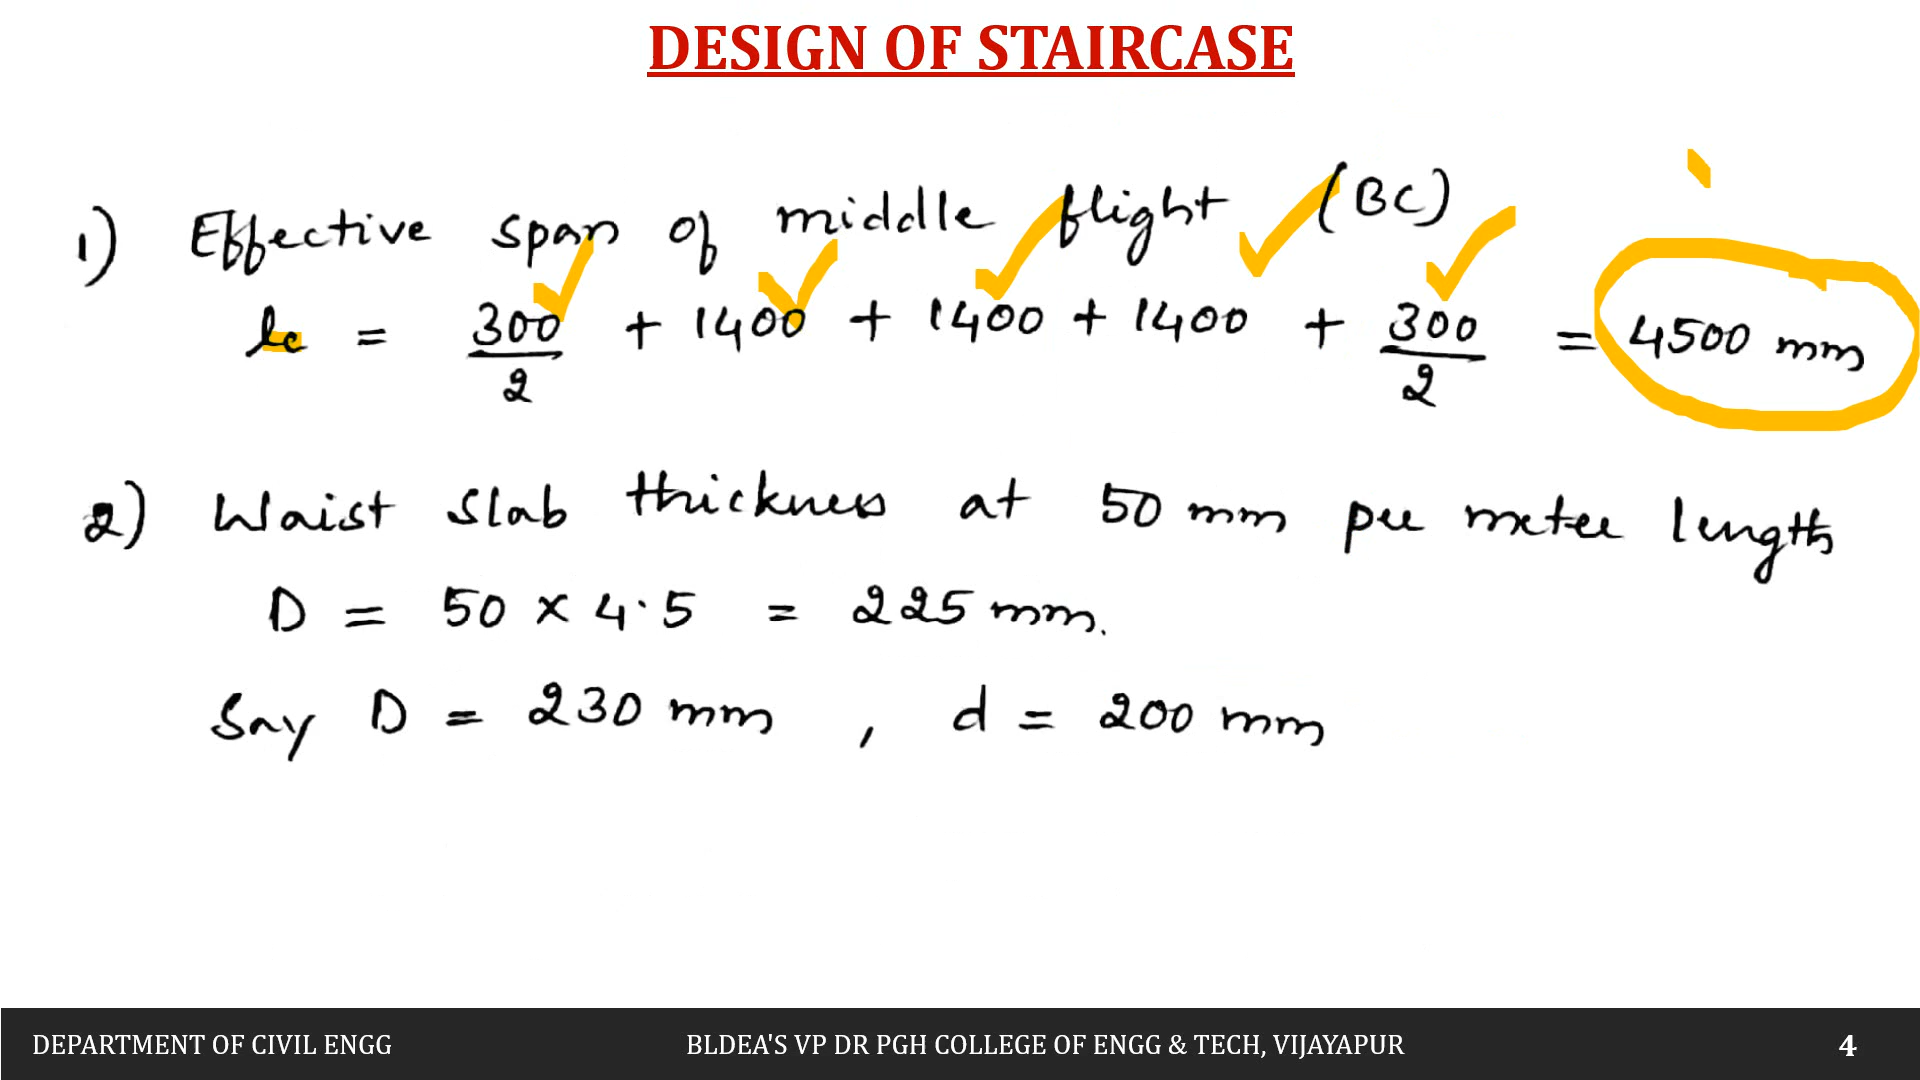 DESIGN OF STAIRCASE
1) Effective span of middle flight (BC)
le = 300/2 + 1400 + 1400 + 1400 + 300/2 = 4500 mm
2) Waist slab thickness at 50 mm per meter length
D = 50 × 4.5 = 225 mm.
Say D = 230 mm , d = 200 mm
DEPARTMENT OF CIVIL ENGG BLDEA'S VP DR PGH COLLEGE OF ENGG & TECH, VIJAYAPUR 4